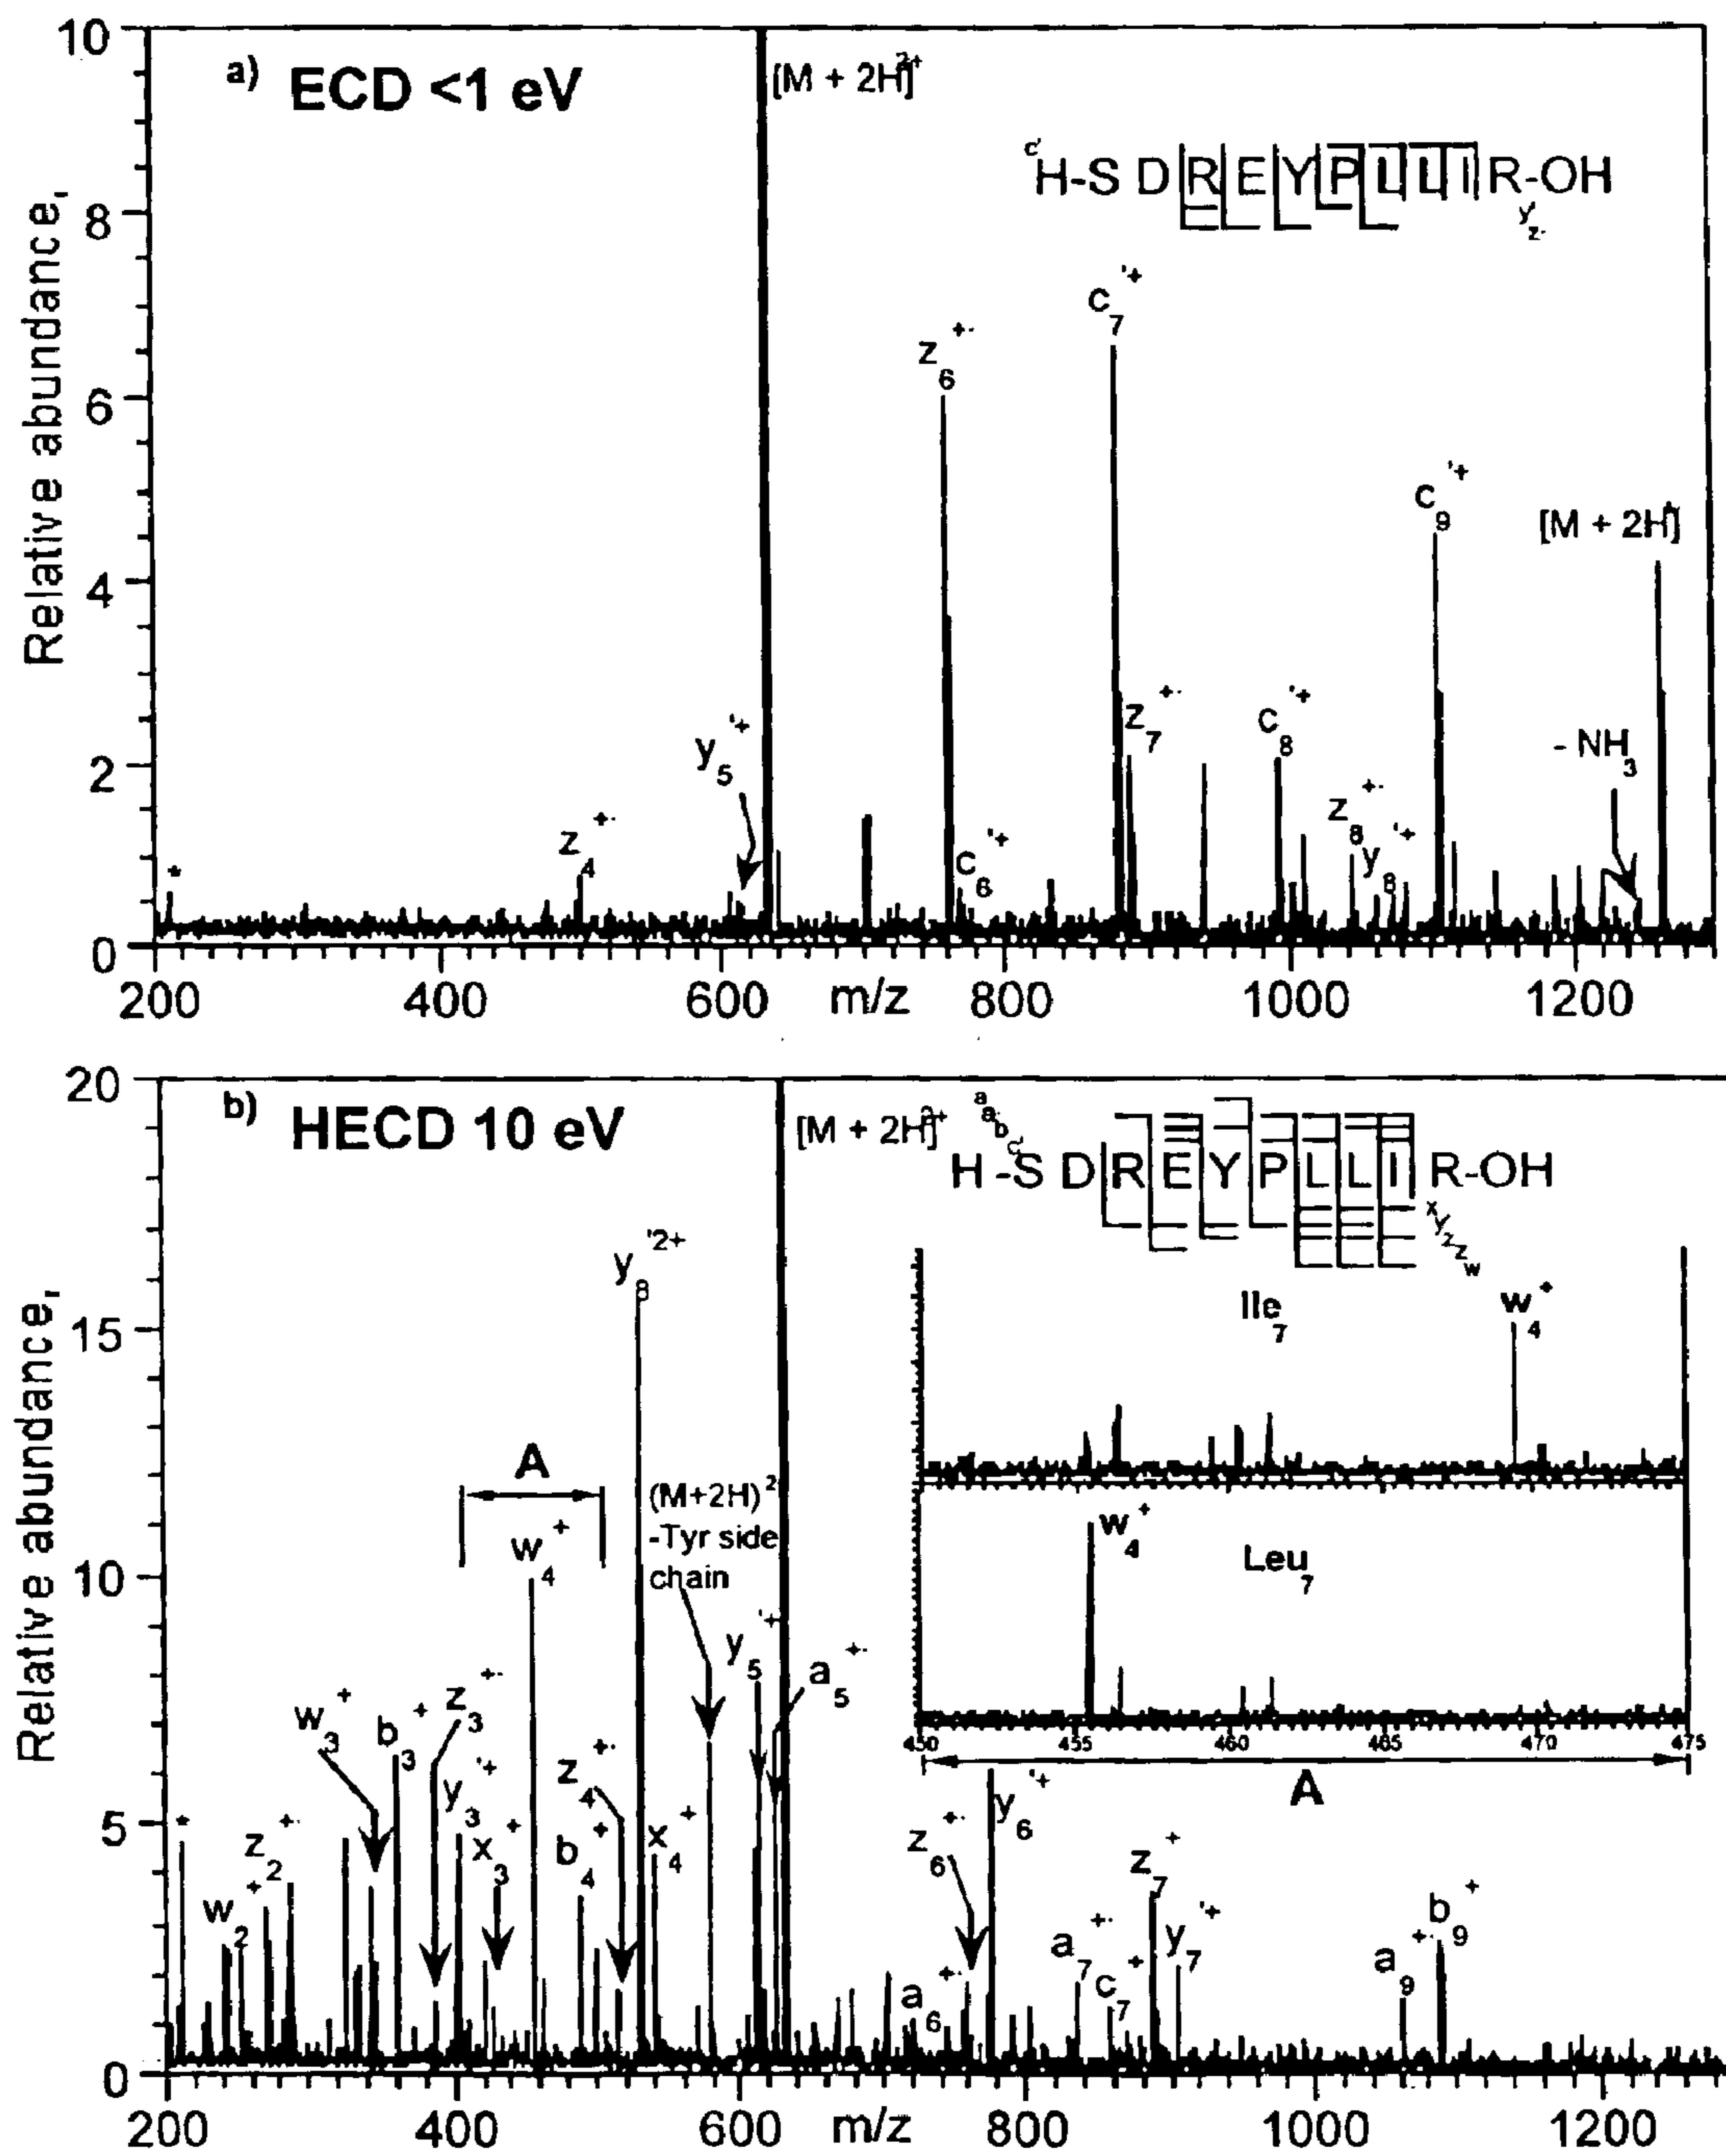 a) ECD <1 eV
[M + 2H]2+
c'
H-S D R E Y P L L I R-OH
y'
z·
Relative abundance,
10
8
6
4
2
0
*
z4+·
y5'+
z6+·
c6'+
c7'+
z7+·
c8'+
z8+·
y8'+
c9'+
- NH3
[M + 2H]+·
200 400 600 m/z 800 1000 1200
b) HECD 10 eV
[M + 2H]2+
a
a·
b
c'
H-S D R E Y P L L I R-OH
x
y'
z
z·
w
Relative abundance,
20
15
10
5
0
A
*
w2+
z2+·
w3+
b3+
z3+·
y3'+
x3+
w4+
b4+
z4+·
y8'2+
x4+
(M+2H)2
-Tyr side
chain
y5'+
a5+·
Ile7
w4+
w4+
Leu7
450 455 460 465 470 475
A
a6+·
z6+·
y6'+
a7+·
c7+
z7+
y7'+
a9+·
b9+
200 400 600 m/z 800 1000 1200